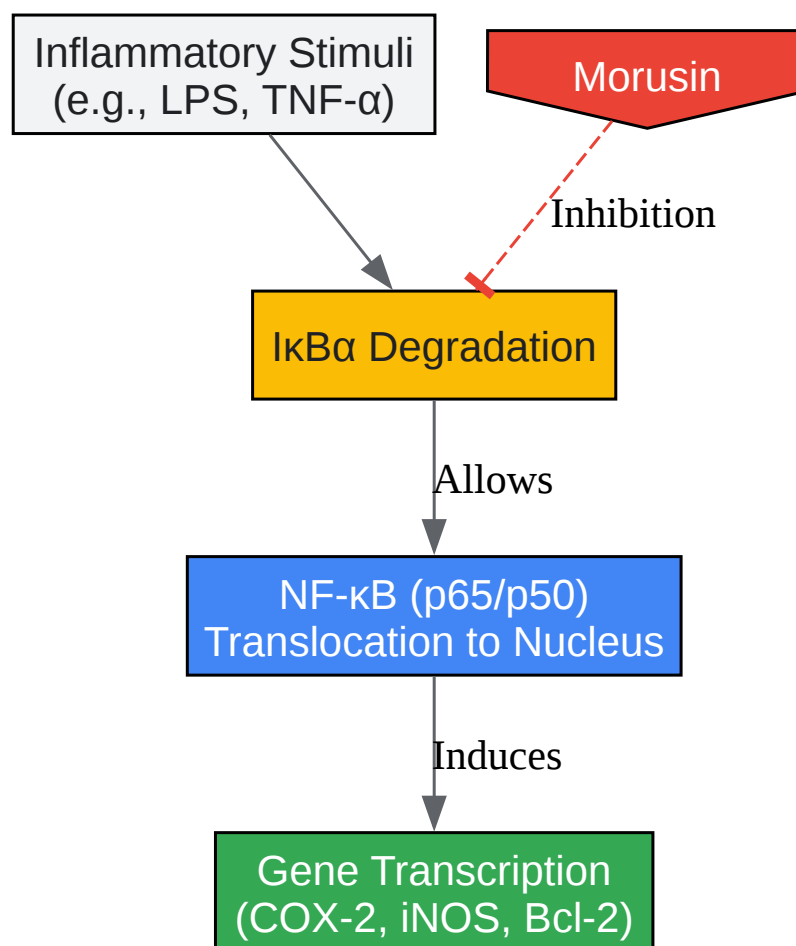 Inflammatory Stimuli
(e.g., LPS, TNF-α)
Morusin
Inhibition
IκBα Degradation
Allows
NF-κB (p65/p50)
Translocation to Nucleus
Induces
Gene Transcription
(COX-2, iNOS, Bcl-2)